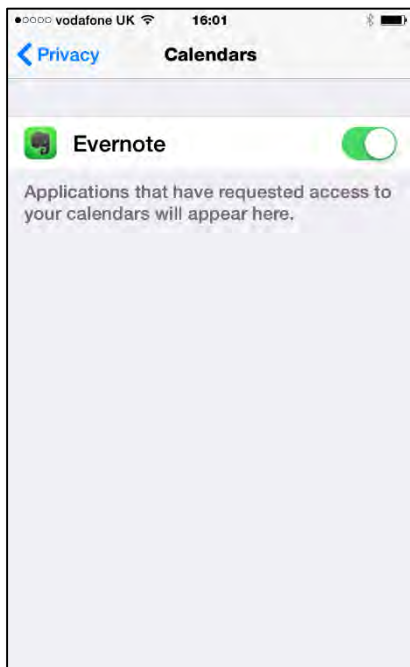 vodafone UK 16:01
Privacy Calendars
Evernote
Applications that have requested access to
your calendars will appear here.